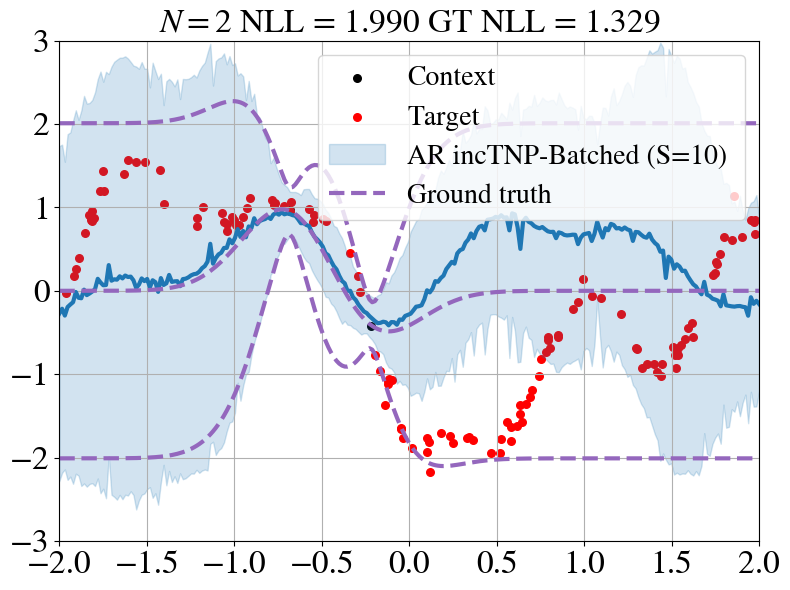 N = 2 NLL = 1.990 GT NLL = 1.329
3
2
1
0
−1
−2
−3
Context
Target
AR incTNP-Batched (S=10)
Ground truth
−2.0 −1.5 −1.0 −0.5 0.0 0.5 1.0 1.5 2.0